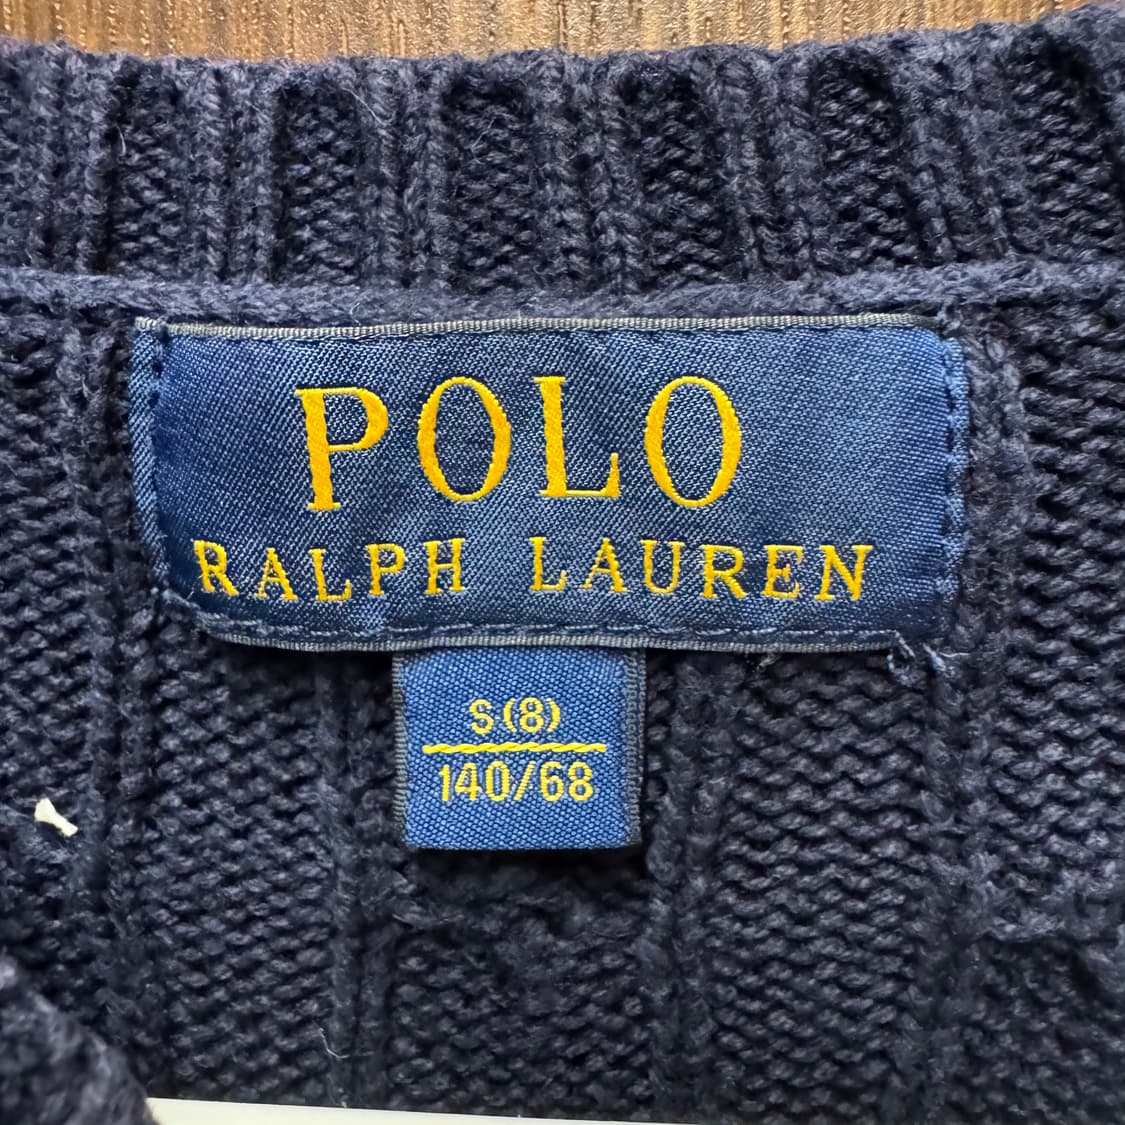 POLO
RALPH LAUREN
S(8)
140/68